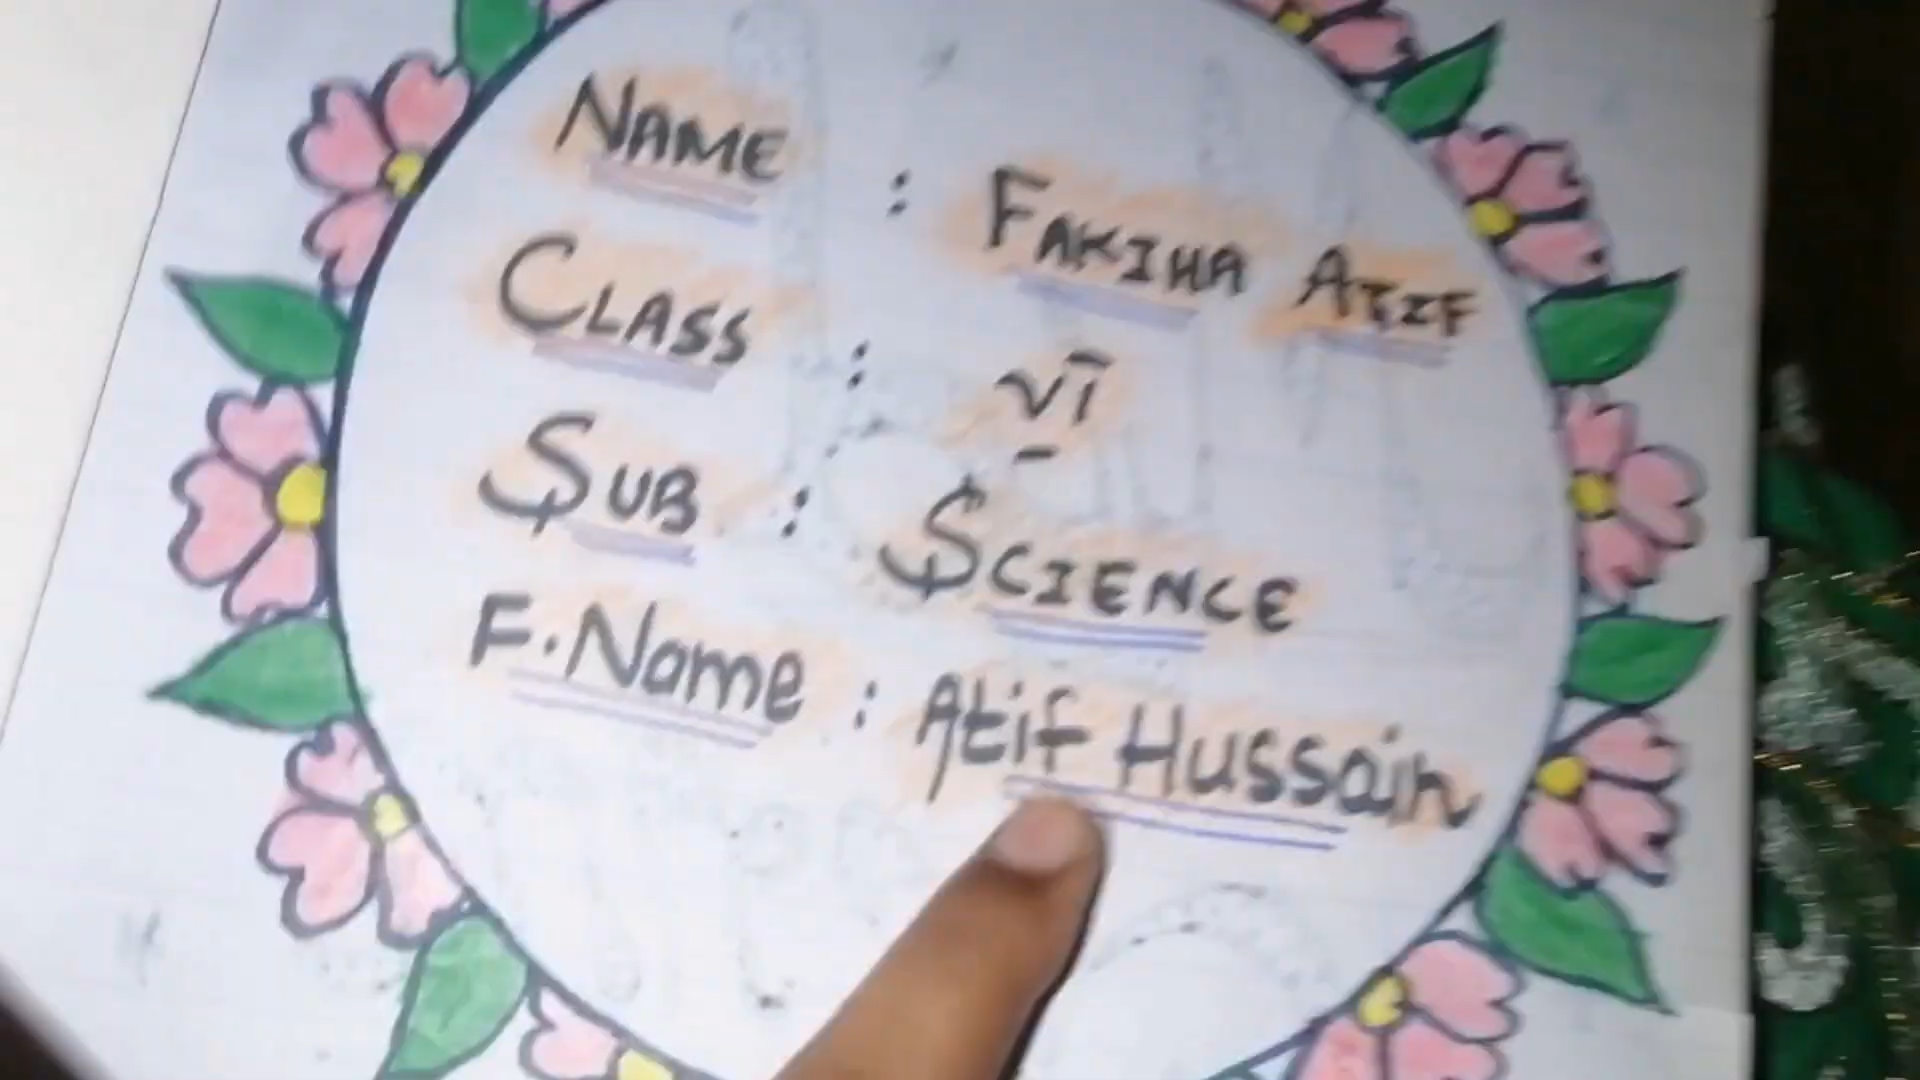 NAME : FAKIHA ATIF
CLASS : VI
SUB : SCIENCE
F. Name : Atif Hussain